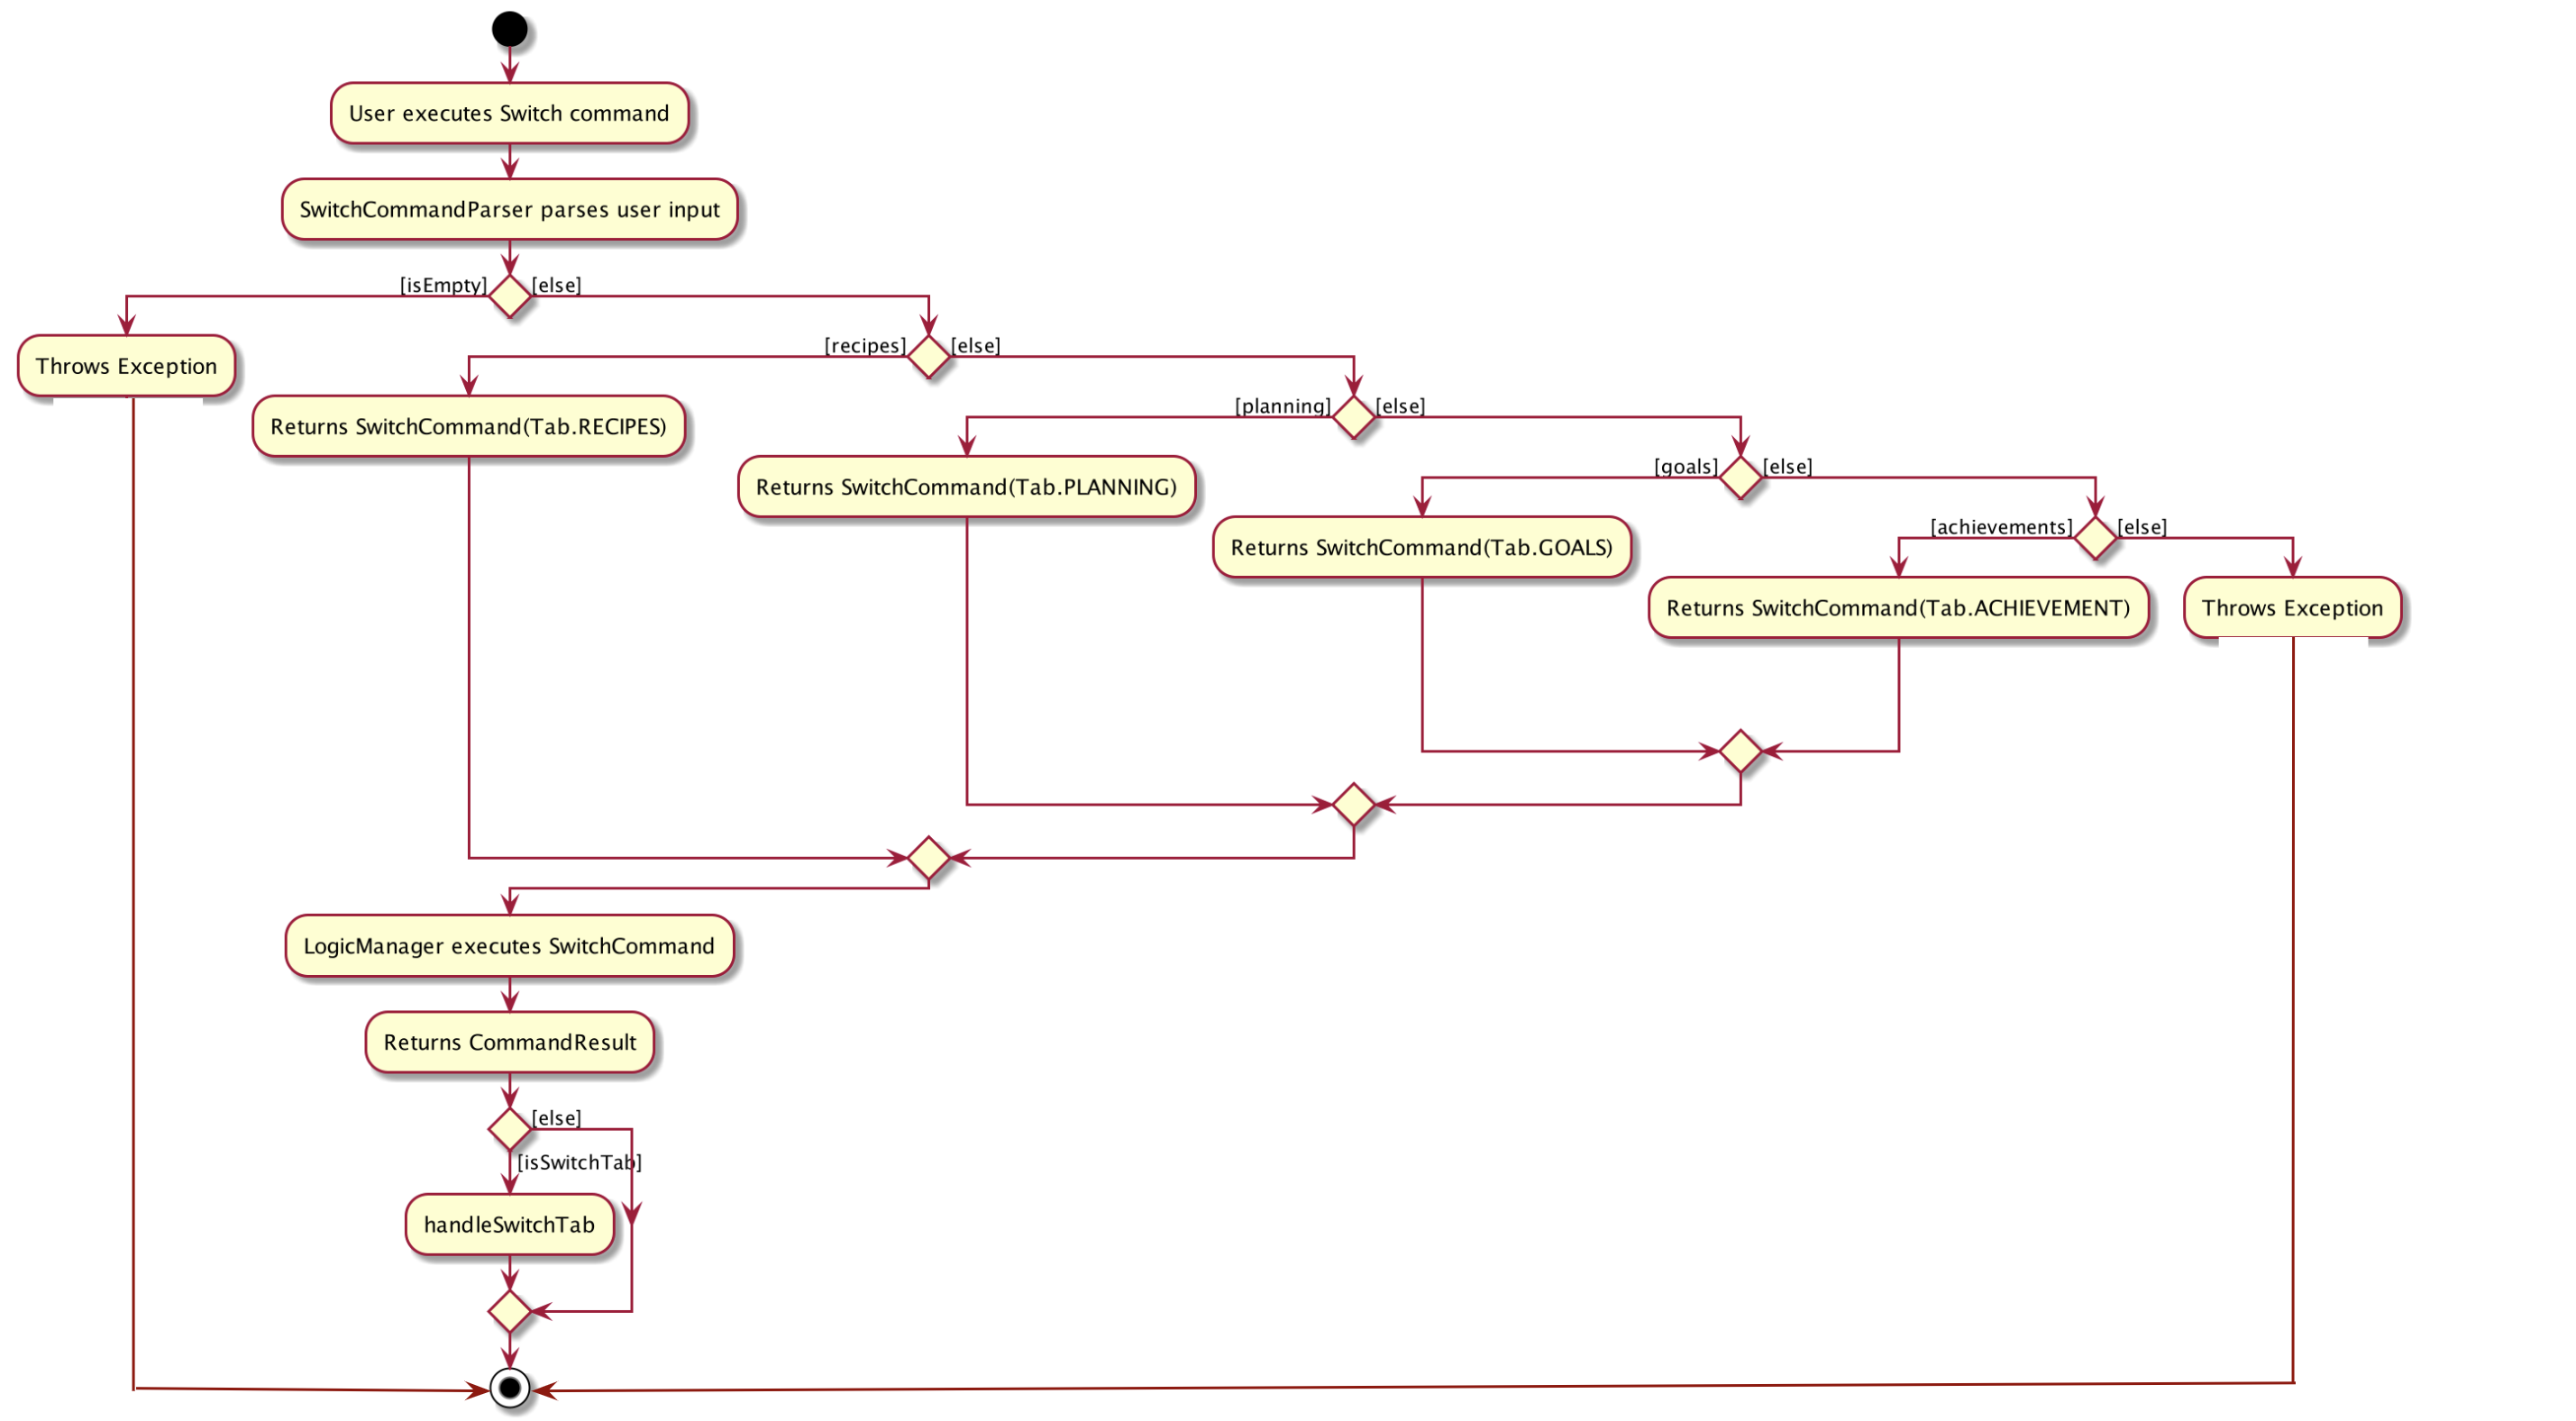 User executes Switch command
SwitchCommandParser parses user input
[isEmpty]
[else]
[recipes]
[else]
Throws Exception
[planning]
[else]
Returns SwitchCommand(Tab.RECIPES)
[goals]
[else]
Returns SwitchCommand(Tab.PLANNING)
[achievements]
[else]
Returns SwitchCommand(Tab.GOALS)
Returns SwitchCommand(Tab.ACHIEVEMENT)
Throws Exception
LogicManager executes SwitchCommand
Returns CommandResult
[else]
[isSwitchTab]
handleSwitchTab